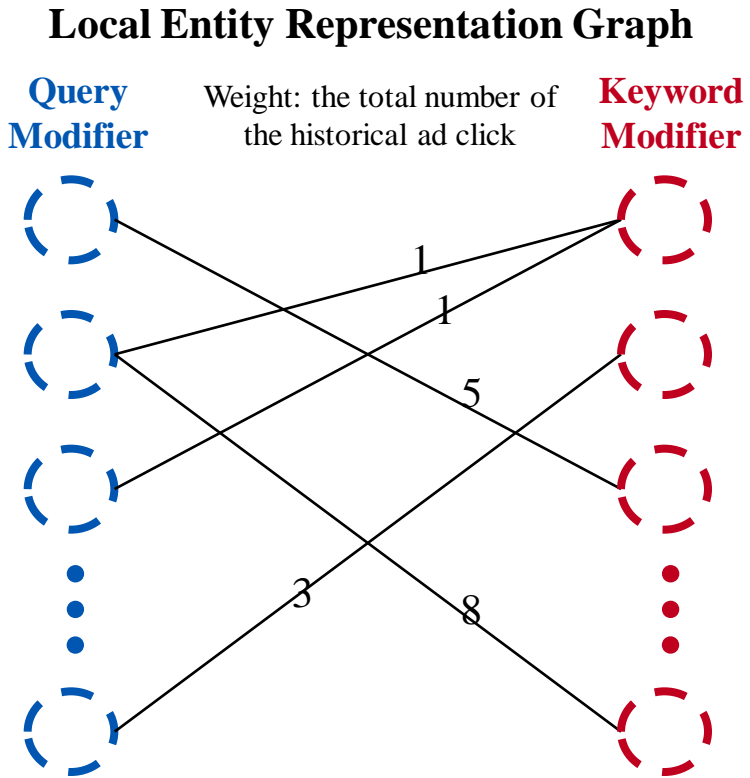 Local Entity Representation Graph
Query
Modifier
Weight: the total number of
the historical ad click
Keyword
Modifier
1
1
5
3
8